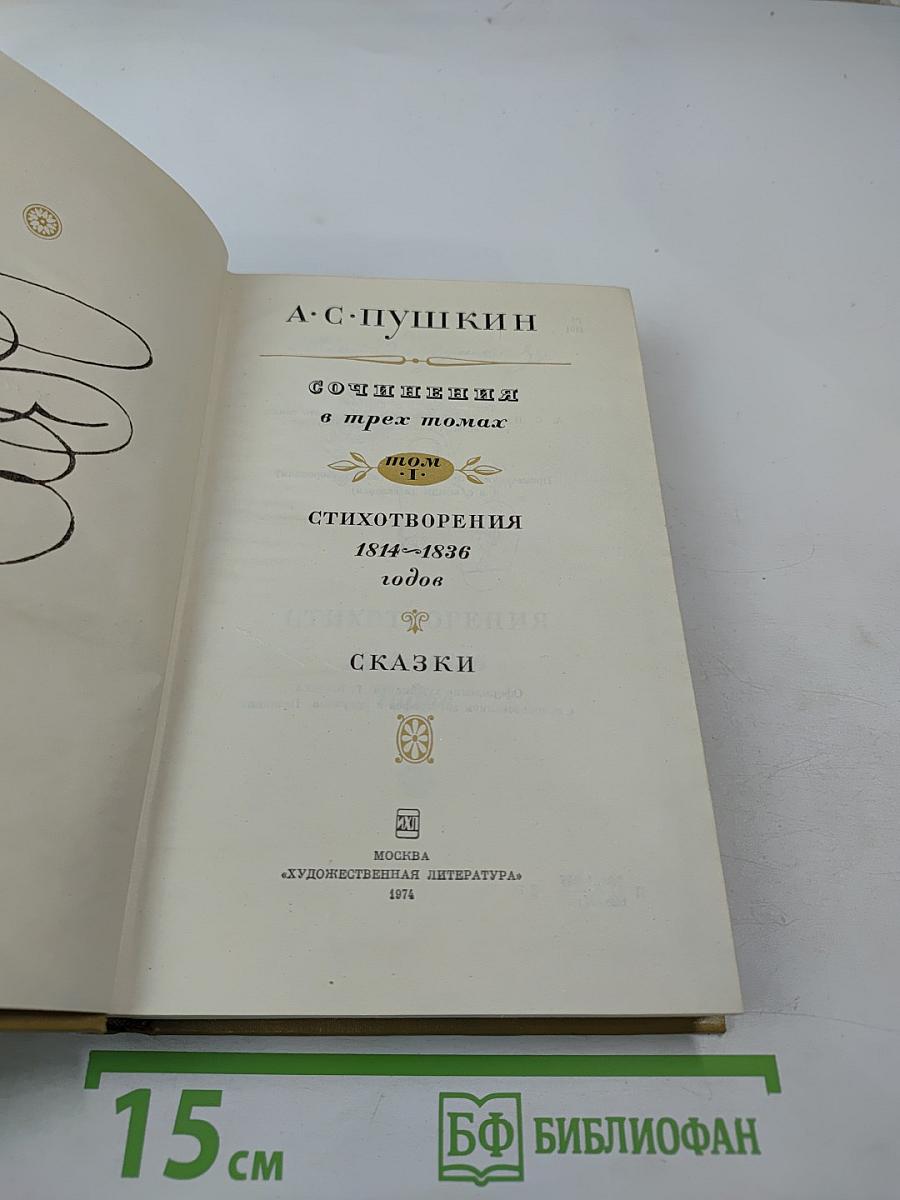 А·С·ПУШКИН
СОЧИНЕНИЯ
в трех томах
том
·I·
СТИХОТВОРЕНИЯ
1814~1836
годов
СКАЗКИ
МОСКВА
«ХУДОЖЕСТВЕННАЯ ЛИТЕРАТУРА»
1974
15 см
БФ БИБЛИОФАН